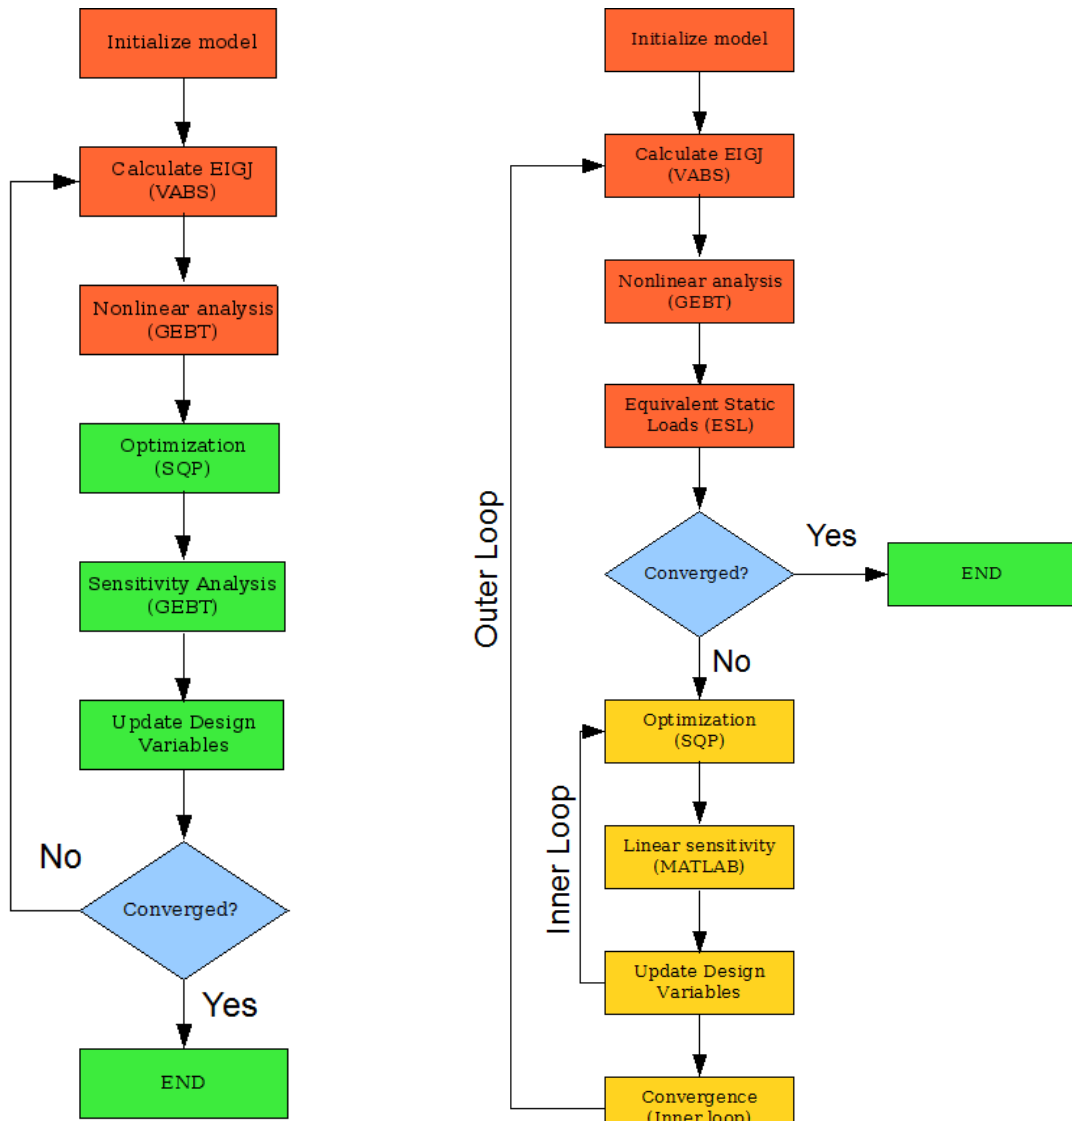 Initialize model
Calculate EIGJ
(VABS)
Nonlinear analysis
(GEBT)
Optimization
(SQP)
Sensitivity Analysis
(GEBT)
Update Design
Variables
No
Converged?
Yes
END
Initialize model
Calculate EIGJ
(VABS)
Nonlinear analysis
(GEBT)
Equivalent Static
Loads (ESL)
Outer Loop
Converged?
Yes
END
No
Optimization
(SQP)
Inner Loop
Linear sensitivity
(MATLAB)
Update Design
Variables
Convergence
(Inner loop)